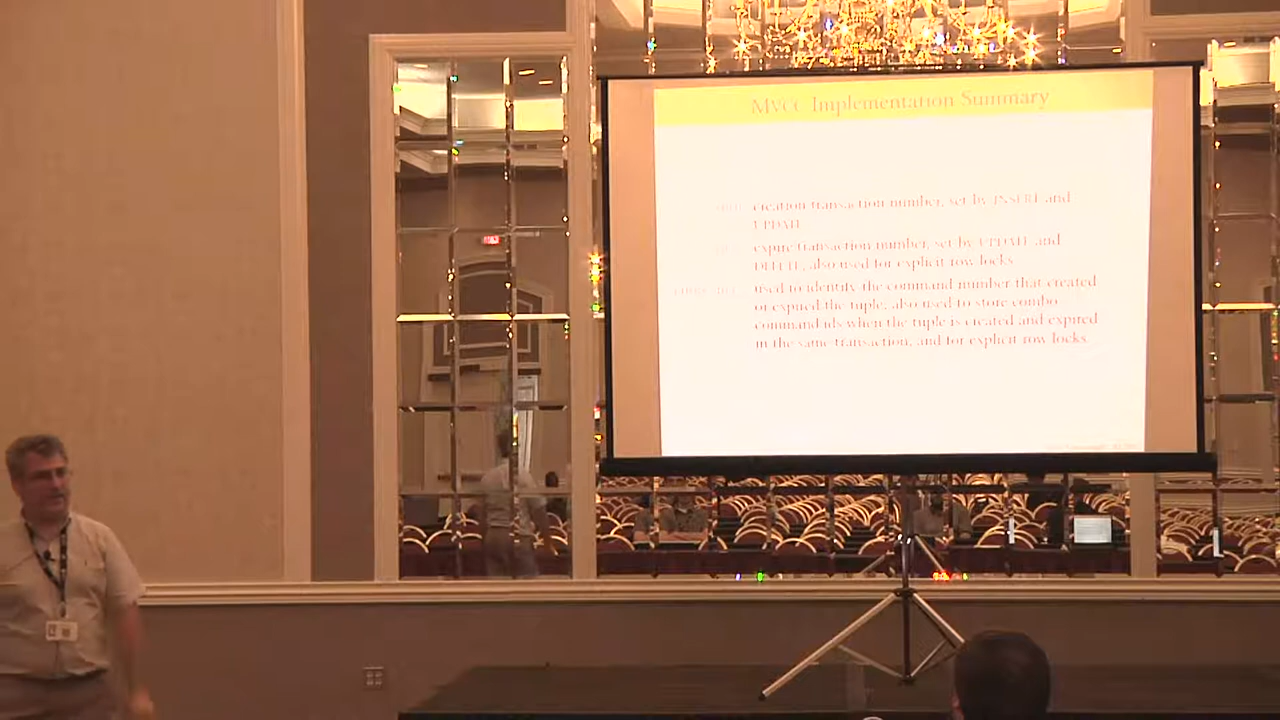 MVCC Implementation Summary
creation transaction number, set by INSERT and
UPDATE
expire transaction number, set by UPDATE and
DELETE, also used for explicit row locks
used to identify the command number that created
or expired the tuple, also used to store combo
command ids when the tuple is created and expired
in the same transaction, and for explicit row locks.